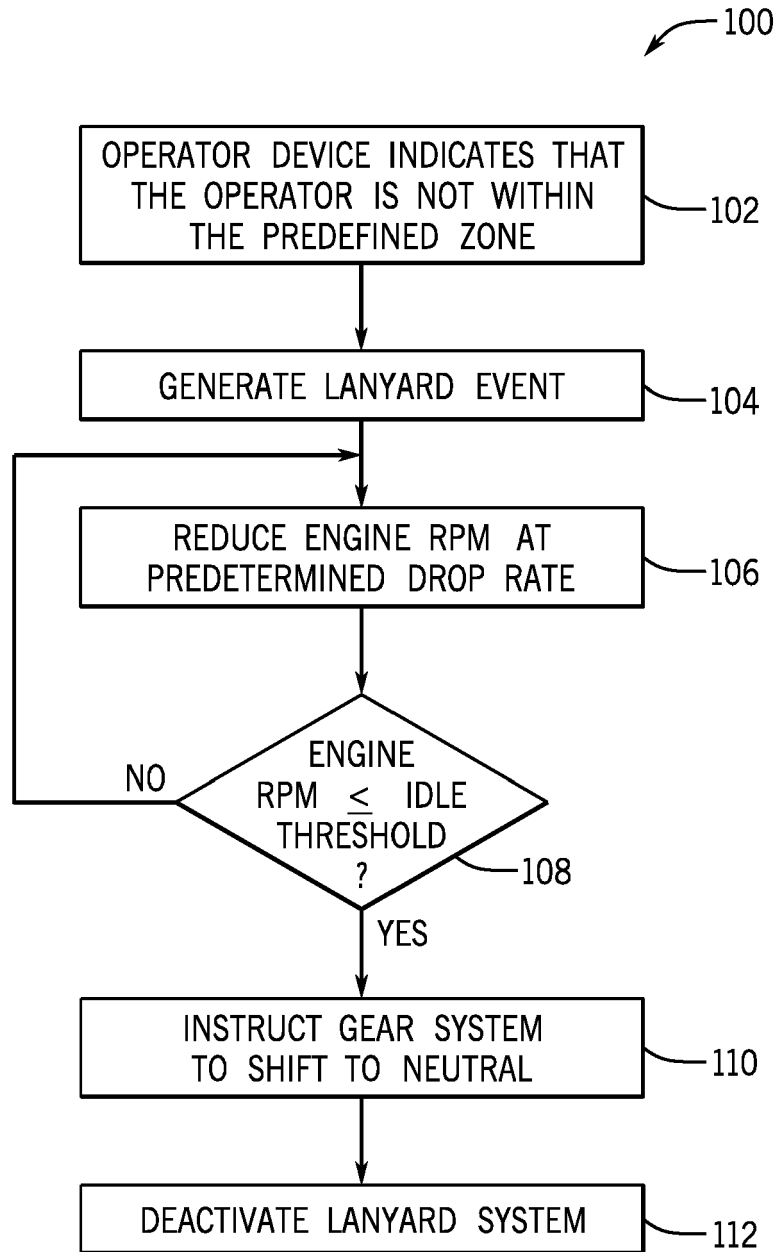 100
OPERATOR DEVICE INDICATES THAT
THE OPERATOR IS NOT WITHIN
THE PREDEFINED ZONE
102
GENERATE LANYARD EVENT
104
REDUCE ENGINE RPM AT
PREDETERMINED DROP RATE
106
ENGINE
RPM ≤ IDLE
THRESHOLD
?
108
NO
YES
INSTRUCT GEAR SYSTEM
TO SHIFT TO NEUTRAL
110
DEACTIVATE LANYARD SYSTEM
112